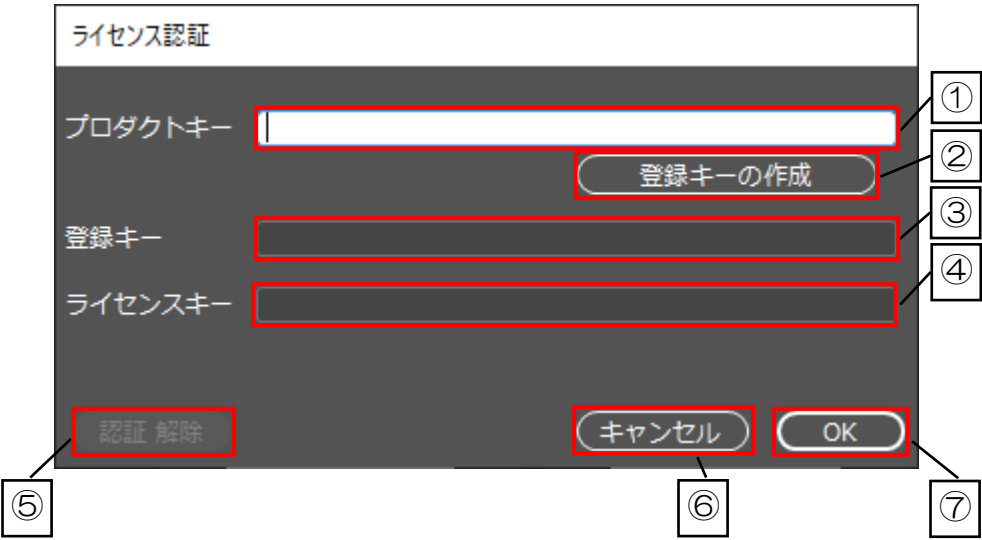 ライセンス認証
プロダクトキー
①
登録キーの作成
②
登録キー
③
ライセンスキー
④
認証 解除
キャンセル
OK
⑤
⑥
⑦